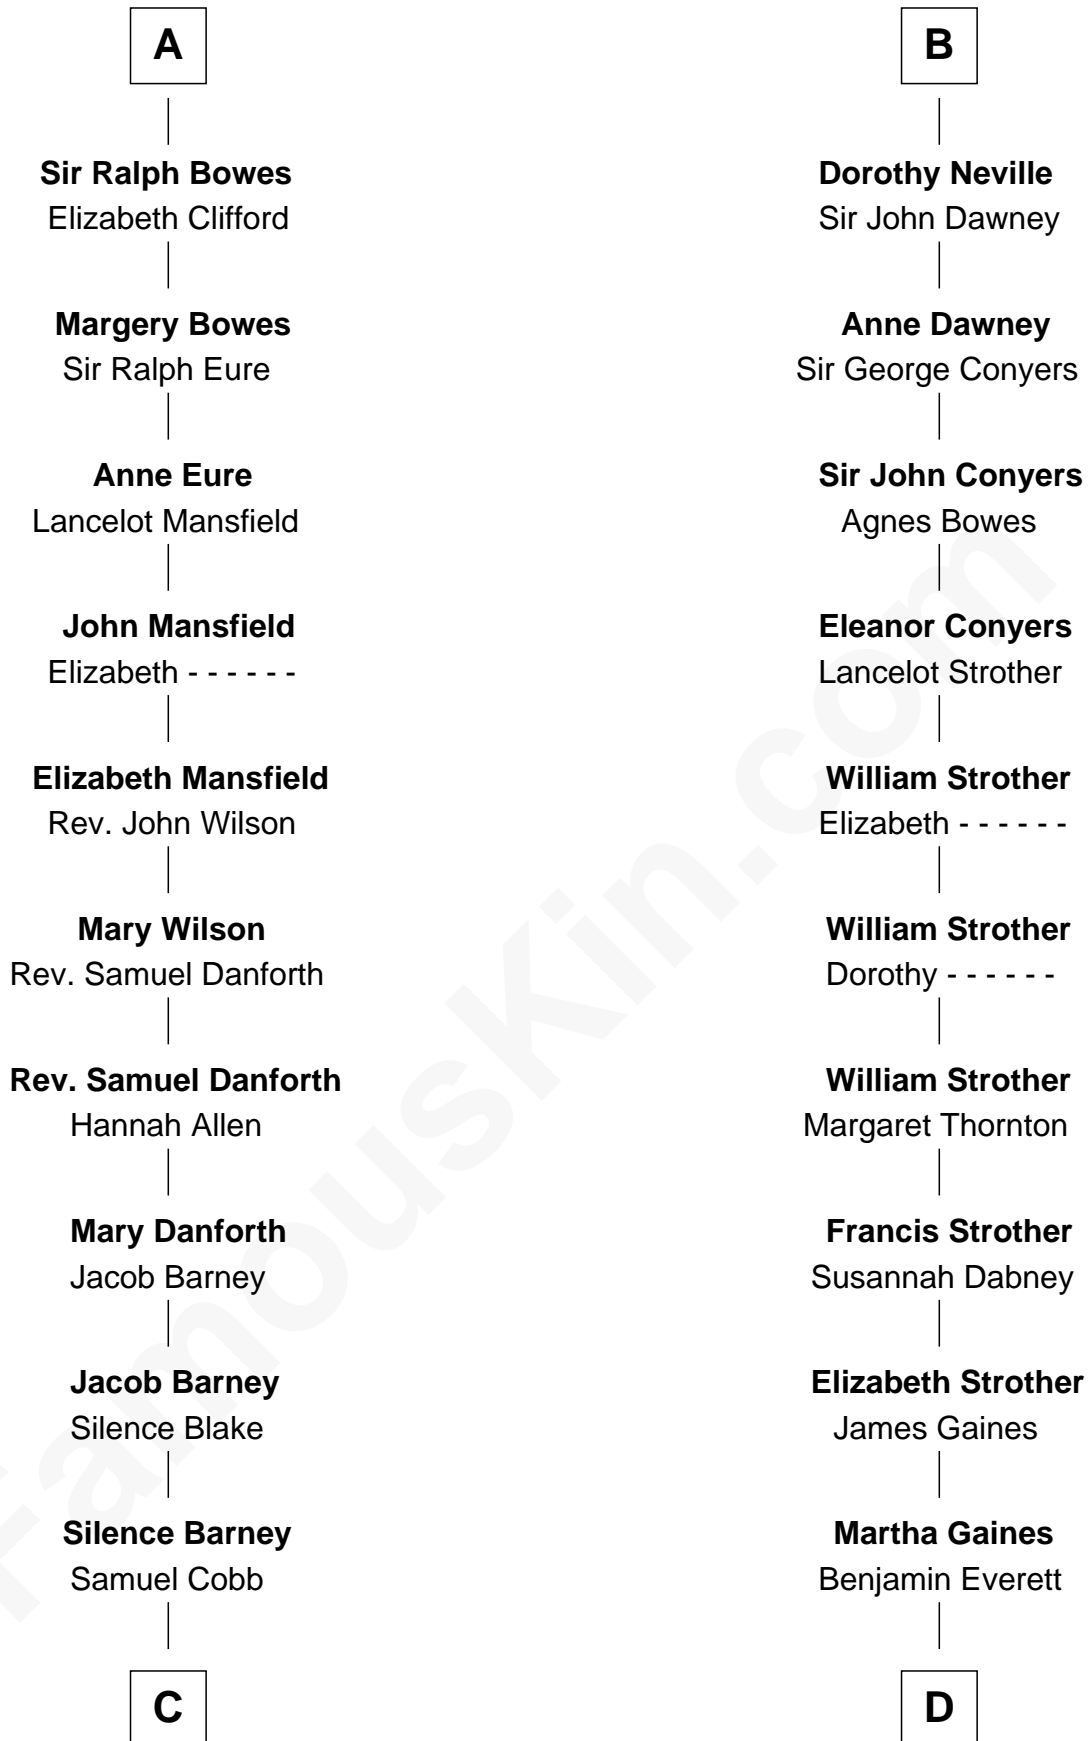 A
Sir Ralph Bowes
Elizabeth Clifford
Margery Bowes
Sir Ralph Eure
Anne Eure
Lancelot Mansfield
John Mansfield
Elizabeth - - - - - -
Elizabeth Mansfield
Rev. John Wilson
Mary Wilson
Rev. Samuel Danforth
Rev. Samuel Danforth
Hannah Allen
Mary Danforth
Jacob Barney
Jacob Barney
Silence Blake
Silence Barney
Samuel Cobb
C
B
Dorothy Neville
Sir John Dawney
Anne Dawney
Sir George Conyers
Sir John Conyers
Agnes Bowes
Eleanor Conyers
Lancelot Strother
William Strother
Elizabeth - - - - - -
William Strother
Dorothy - - - - - -
William Strother
Margaret Thornton
Francis Strother
Susannah Dabney
Elizabeth Strother
James Gaines
Martha Gaines
Benjamin Everett
D
FamousKin.com